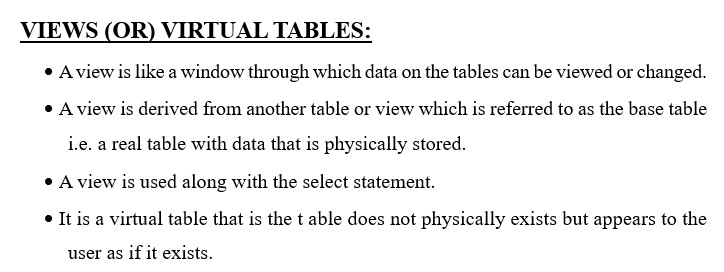 VIEWS (OR) VIRTUAL TABLES:
• A view is like a window through which data on the tables can be viewed or changed.
• A view is derived from another table or view which is referred to as the base table
i.e. a real table with data that is physically stored.
• A view is used along with the select statement.
• It is a virtual table that is the t able does not physically exists but appears to the
user as if it exists.